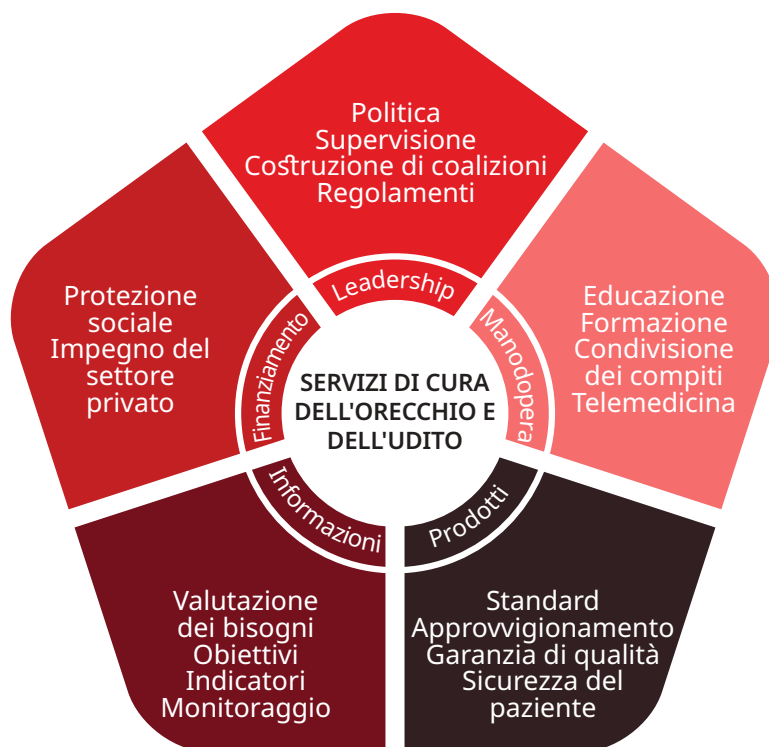 Politica
Supervisione
Costruzione di coalizioni
Regolamenti
Leadership
Educazione
Formazione
Condivisione
dei compiti
Telemedicina
Manodopera
Standard
Approvvigionamento
Garanzia di qualità
Sicurezza del
paziente
Prodotti
Valutazione
dei bisogni
Obiettivi
Indicatori
Monitoraggio
Informazioni
Protezione
sociale
Impegno del
settore
privato
Finanziamento
SERVIZI DI CURA
DELL'ORECCHIO E
DELL'UDITO